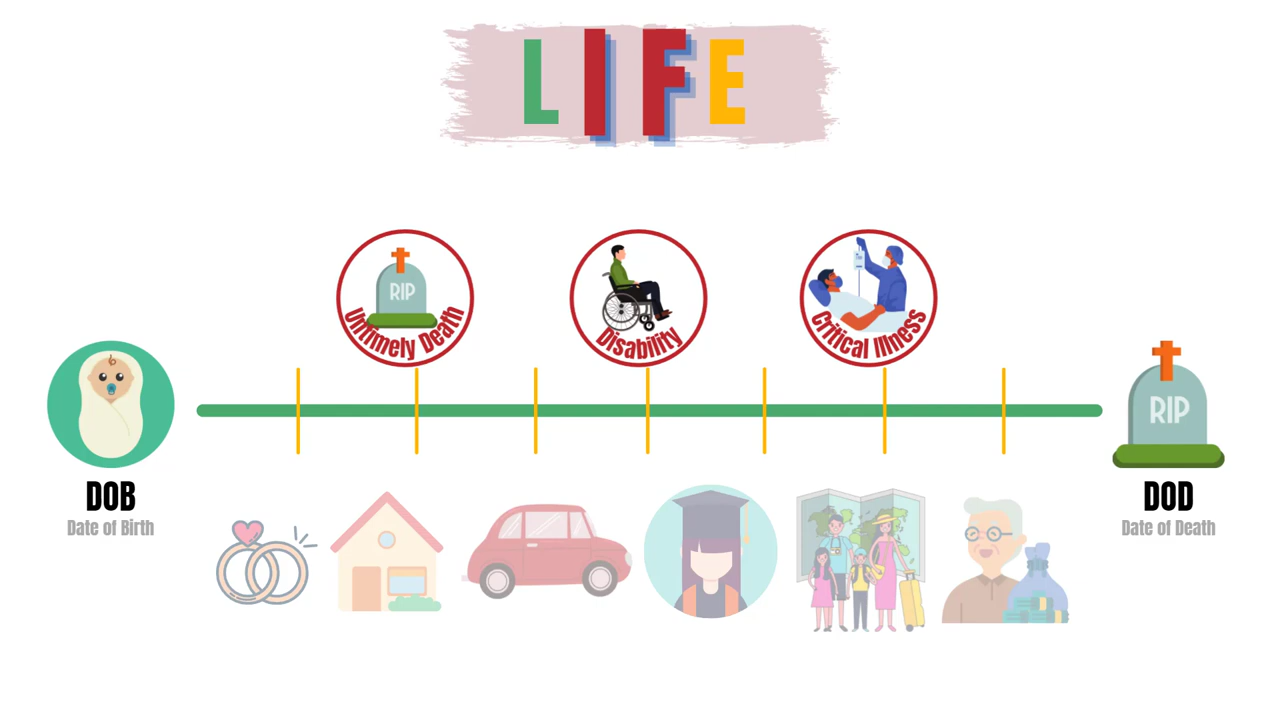 LIFE
RIP
Untimely Death
Disability
Critical Illness
RIP
DOB
Date of Birth
DOD
Date of Death